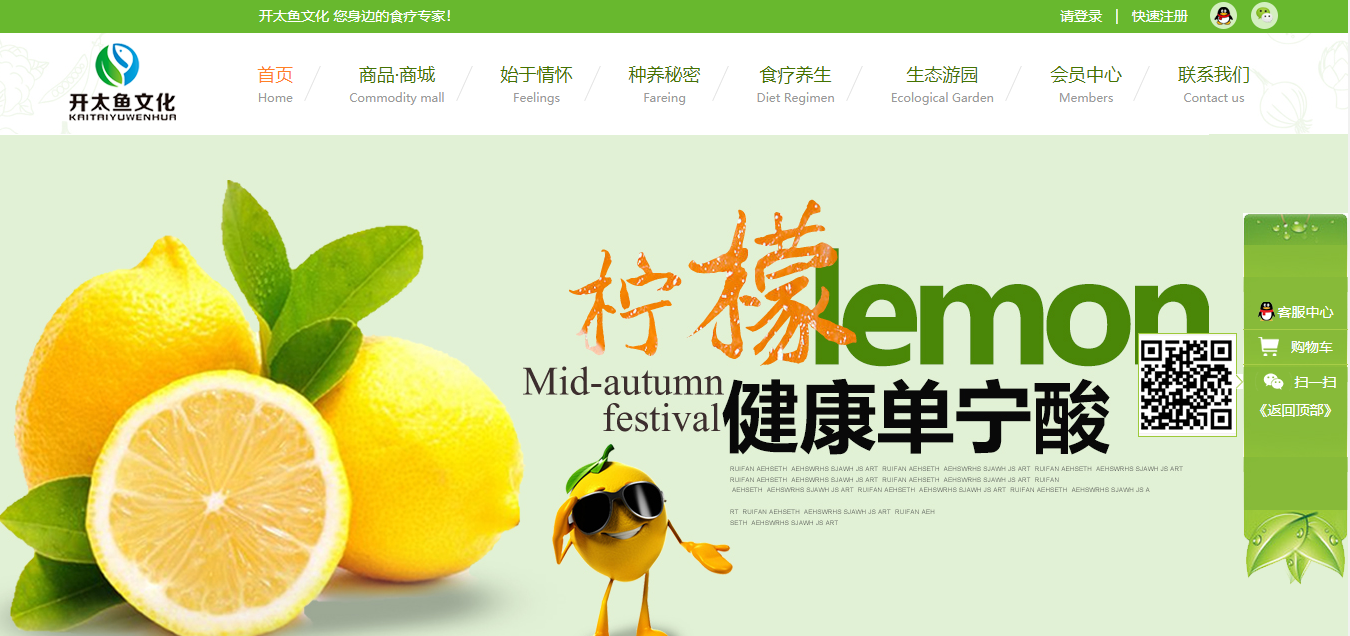 开太鱼文化 您身边的食疗专家!
请登录 | 快速注册
开太鱼文化
KAITAIYUWENHUA
首页
Home
商品·商城
Commodity mall
始于情怀
Feelings
种养秘密
Fareing
食疗养生
Diet Regimen
生态游园
Ecological Garden
会员中心
Members
联系我们
Contact us
柠檬
lemon
Mid-autumn
festival
健康单宁酸
RUIFAN AEHSETH AEHSWRHS SJAWH JS ART RUIFAN AEHSETH AEHSWRHS SJAWH JS ART RUIFAN AEHSETH AEHSWRHS SJAWH JS ART
RUIFAN AEHSETH AEHSWRHS SJAWH JS ART RUIFAN AEHSETH AEHSWRHS SJAWH JS ART RUIFAN
AEHSETH AEHSWRHS SJAWH JS ART RUIFAN AEHSETH AEHSWRHS SJAWH JS ART RUIFAN AEHSETH AEHSWRHS SJAWH JS A
RT RUIFAN AEHSETH AEHSWRHS SJAWH JS ART RUIFAN AEH
SETH AEHSWRHS SJAWH JS ART
客服中心
购物车
扫一扫
《返回顶部》